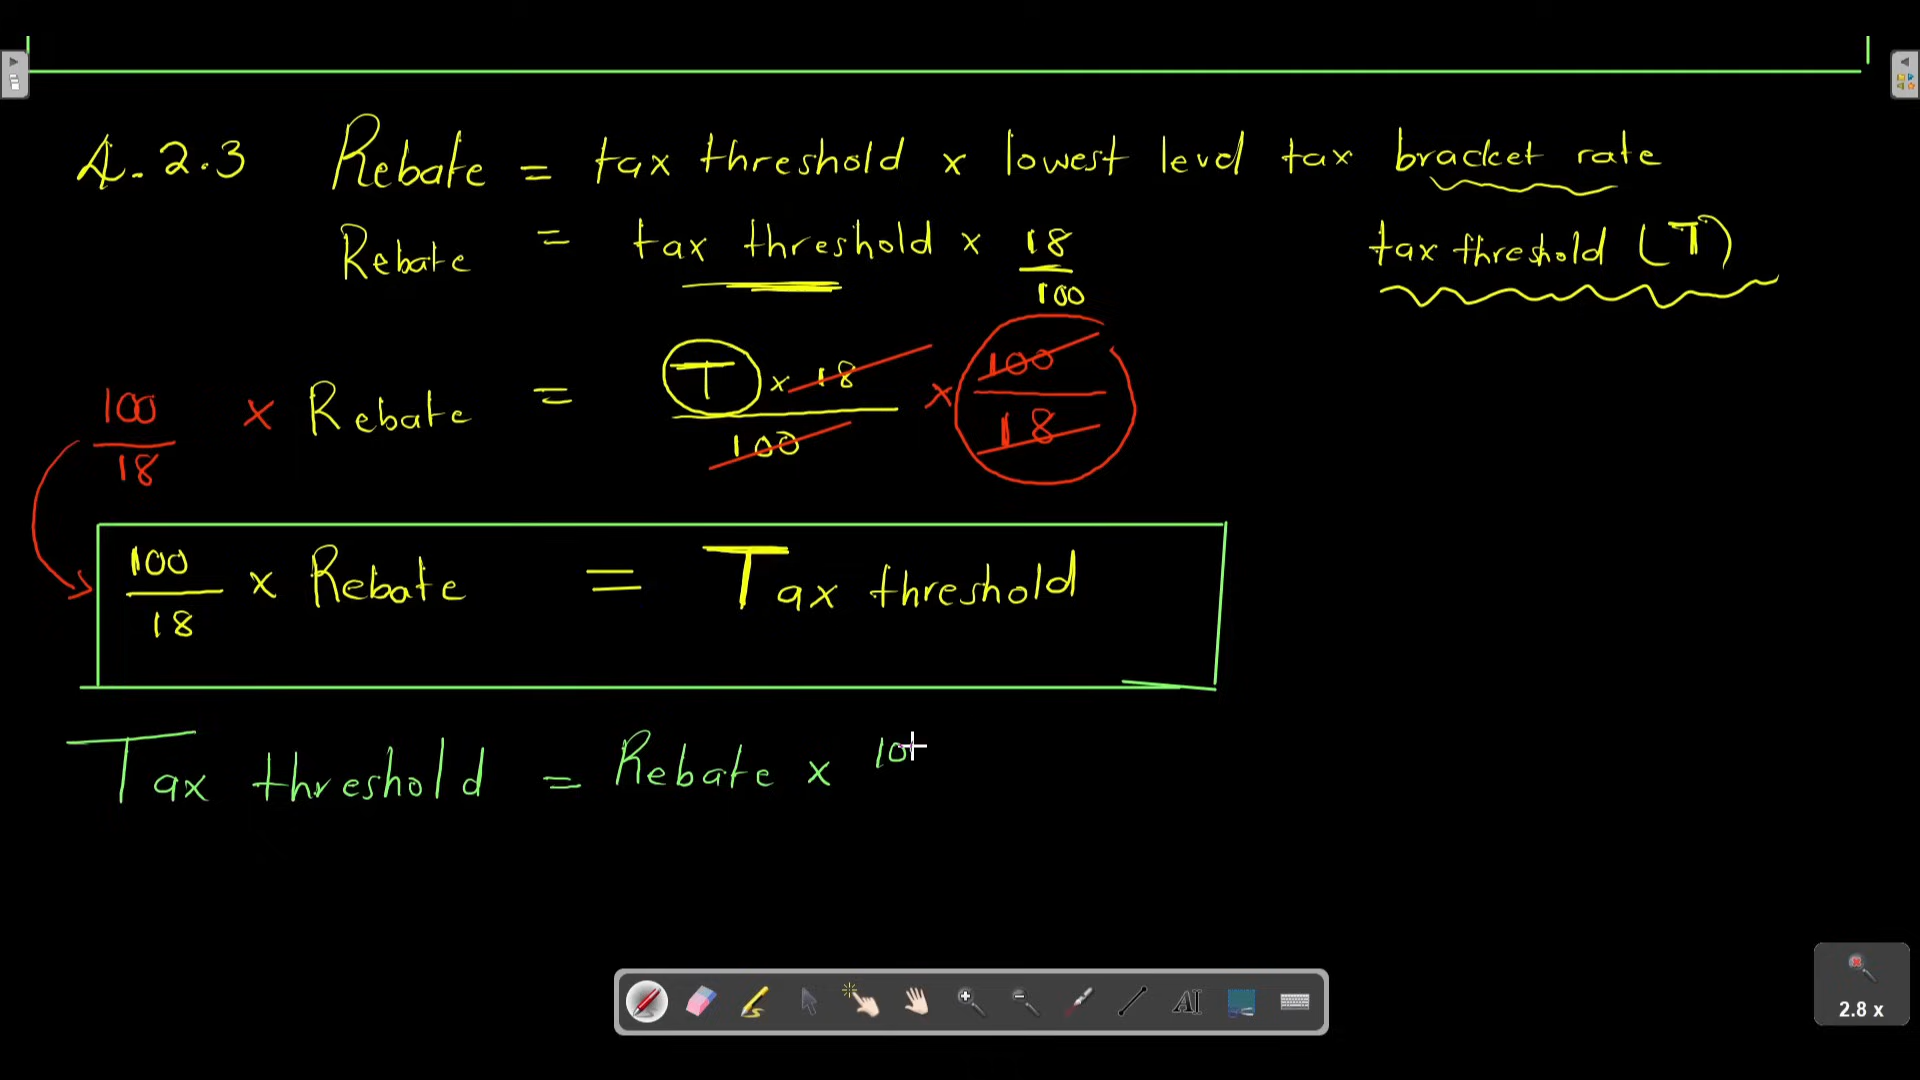 4.2.3 Rebate = tax threshold x lowest level tax bracket rate
Rebate = tax threshold x 18/100
tax threshold (T)
100/18 x Rebate = T x 18/100 x 100/18
100/18 x Rebate = Tax threshold
Tax threshold = Rebate x 10
AI
2.8 x